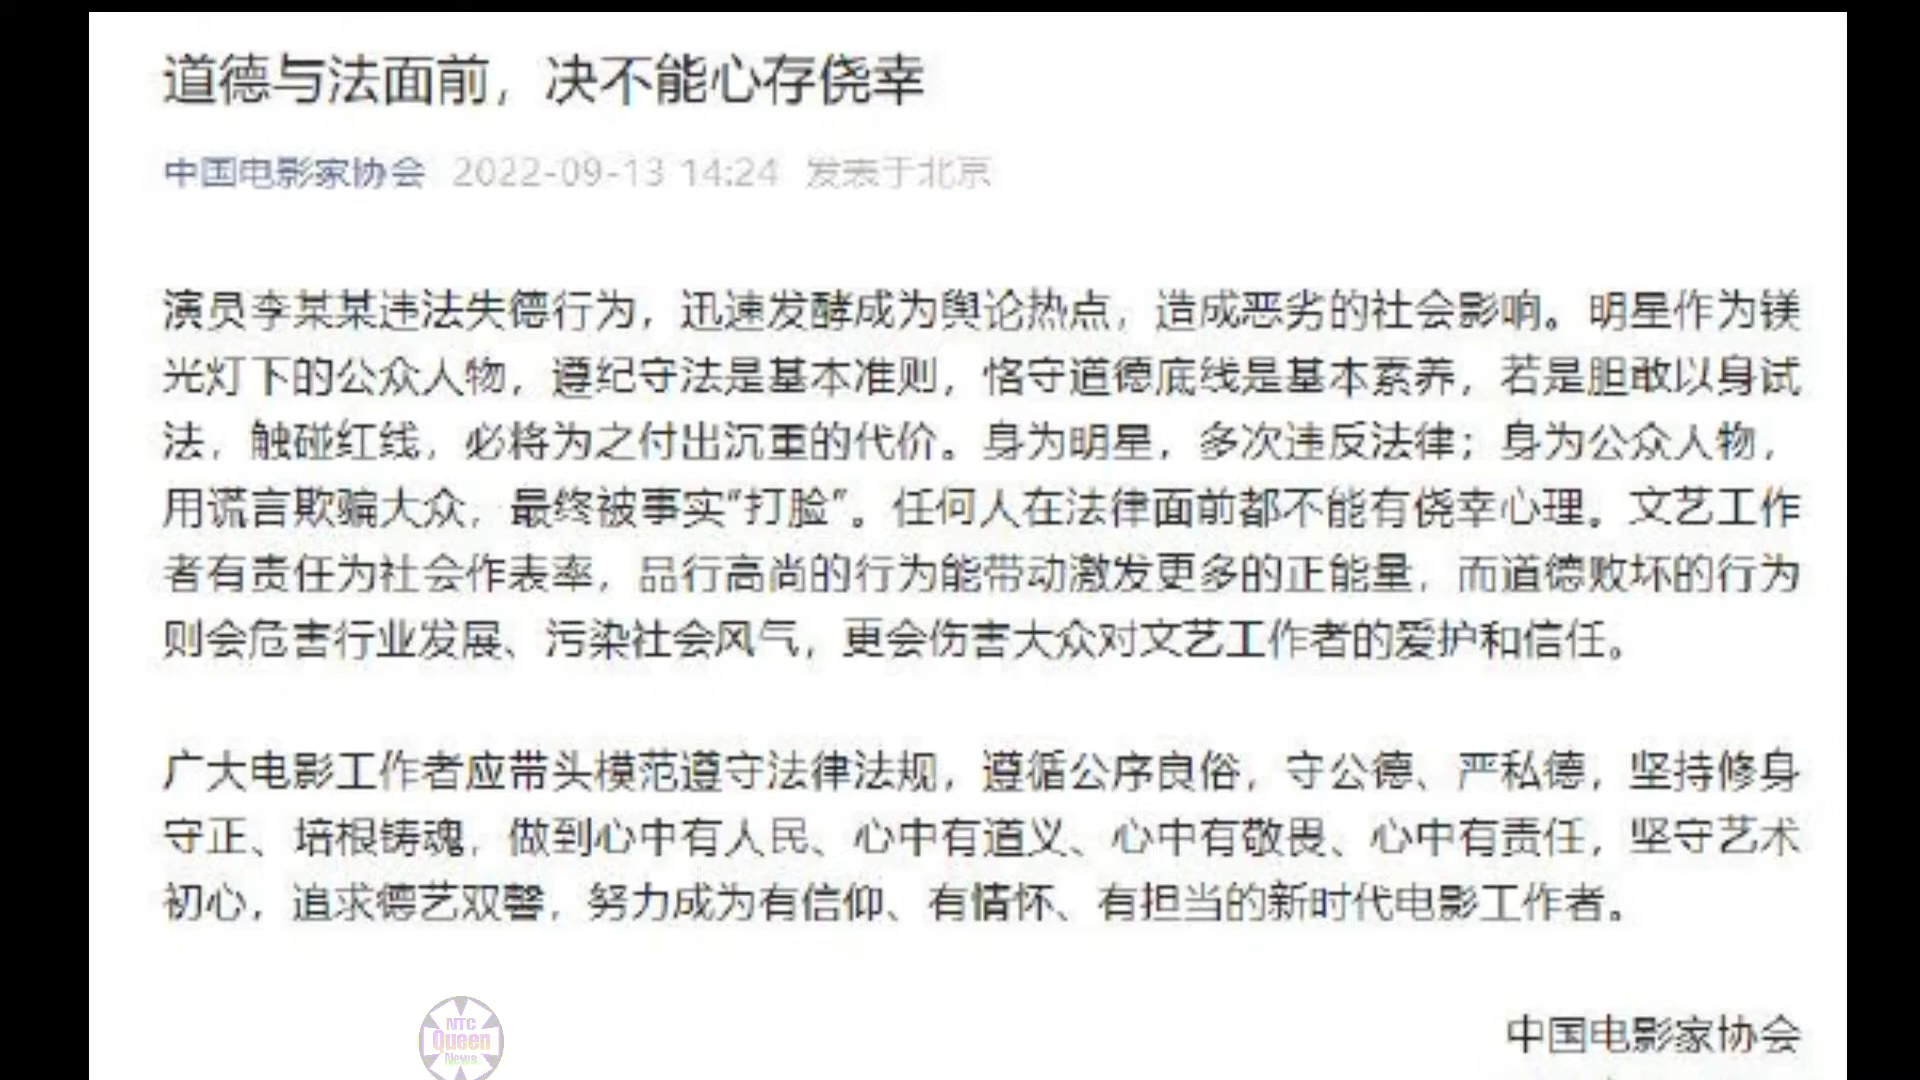 道德与法面前，决不能心存侥幸
中国电影家协会 2022-09-13 14:24 发表于北京
演员李某某违法失德行为，迅速发酵成为舆论热点，造成恶劣的社会影响。明星作为镁
光灯下的公众人物，遵纪守法是基本准则，恪守道德底线是基本素养，若是胆敢以身试
法，触碰红线，必将为之付出沉重的代价。身为明星，多次违反法律；身为公众人物，
用谎言欺骗大众，最终被事实“打脸”。任何人在法律面前都不能有侥幸心理。文艺工作
者有责任为社会作表率，品行高尚的行为能带动激发更多的正能量，而道德败坏的行为
则会危害行业发展、污染社会风气，更会伤害大众对文艺工作者的爱护和信任。
广大电影工作者应带头模范遵守法律法规，遵循公序良俗，守公德、严私德，坚持修身
守正、培根铸魂，做到心中有人民、心中有道义、心中有敬畏、心中有责任，坚守艺术
初心，追求德艺双馨，努力成为有信仰、有情怀、有担当的新时代电影工作者。
中国电影家协会
NTC
Queen
News